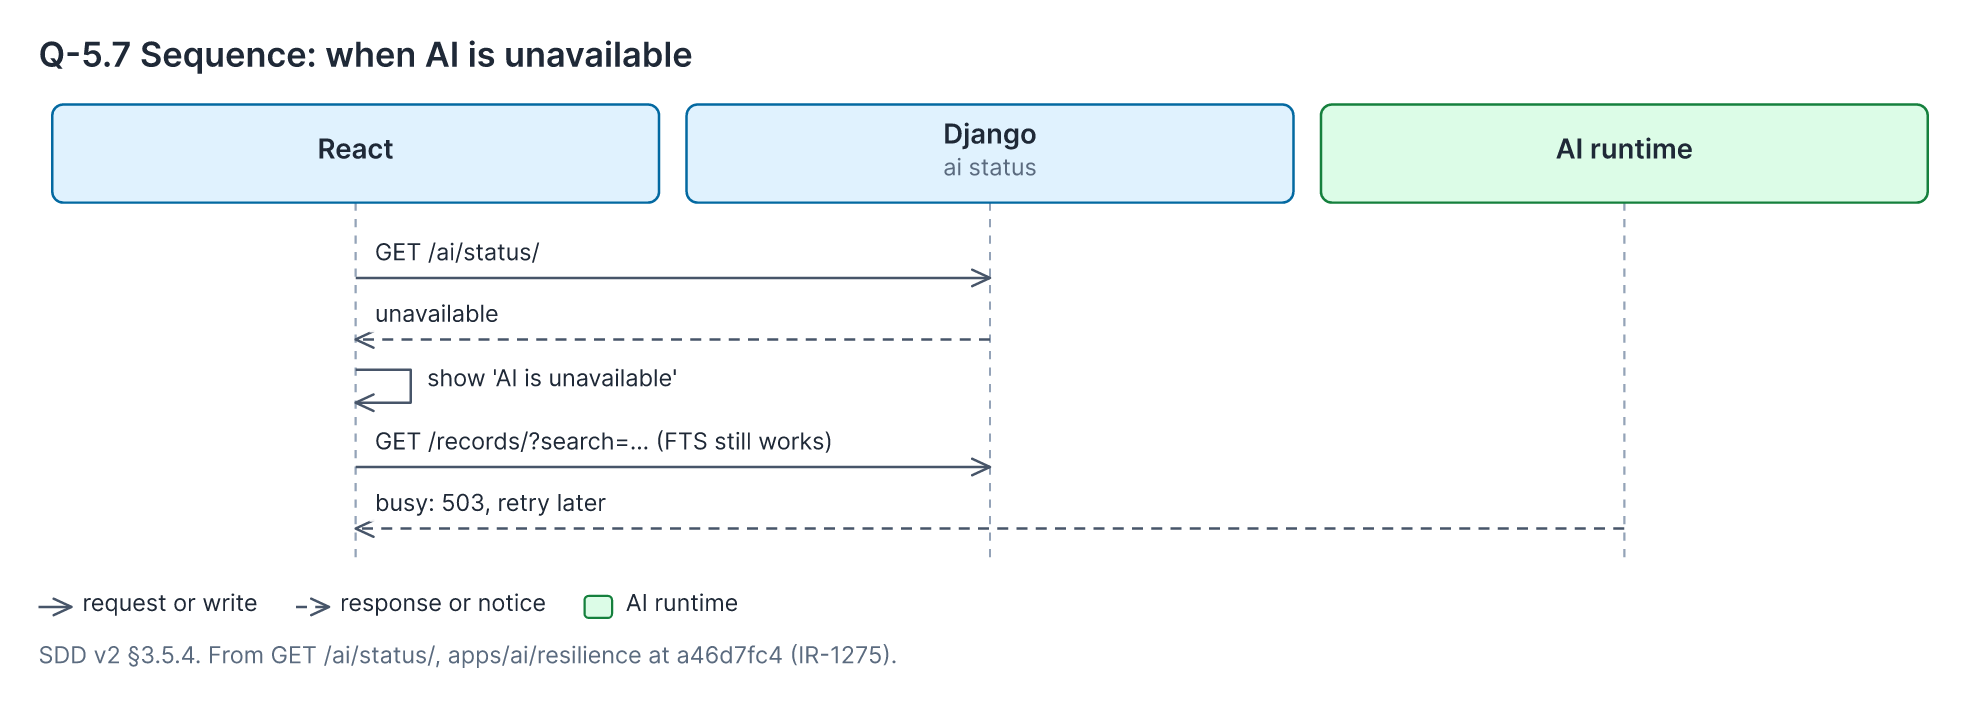 Q-5.7 Sequence: when AI is unavailable
React
Django
ai status
AI runtime
GET /ai/status/
unavailable
show 'AI is unavailable'
GET /records/?search=... (FTS still works)
busy: 503, retry later
request or write
response or notice
AI runtime
SDD v2 §3.5.4. From GET /ai/status/, apps/ai/resilience at a46d7fc4 (IR-1275).